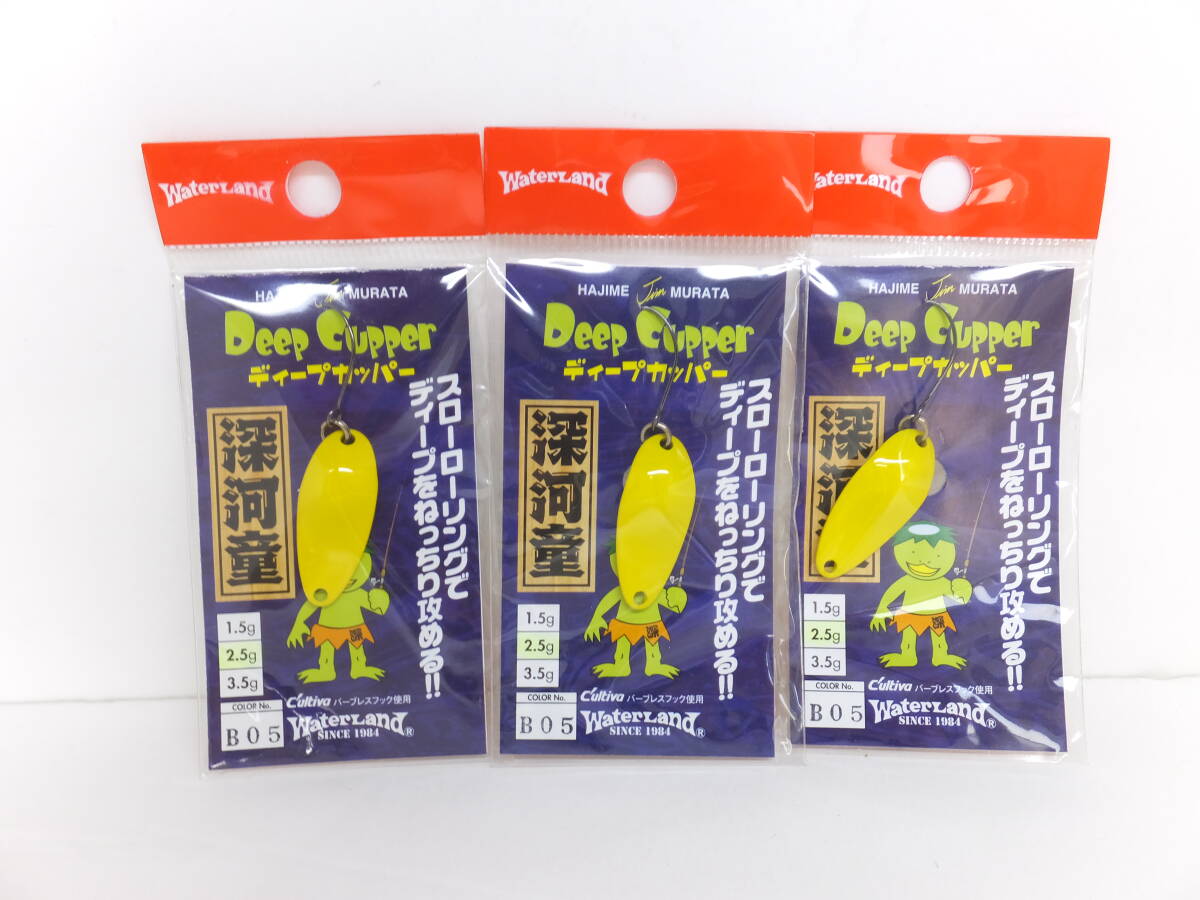 WaterLand
HAJIME Jim MURATA
Deep Cupper
ディープカッパー
スローローリングで
ディープをねっちり攻める!!
深河童
1.5g
2.5g
3.5g
COLOR No.
B05
C'ultiva バーブレスフック使用
WaterLand®
SINCE 1984
WaterLand
HAJIME Jim MURATA
Deep Cupper
ディープカッパー
スローローリングで
ディープをねっちり攻める!!
深河童
1.5g
2.5g
3.5g
COLOR No.
B05
C'ultiva バーブレスフック使用
WaterLand®
SINCE 1984
WaterLand
HAJIME Jim MURATA
Deep Cupper
ディープカッパー
スローローリングで
ディープをねっちり攻める!!
深河
1.5g
2.5g
3.5g
COLOR No.
B05
C'ultiva バーブレスフック使用
WaterLand®
SINCE 1984